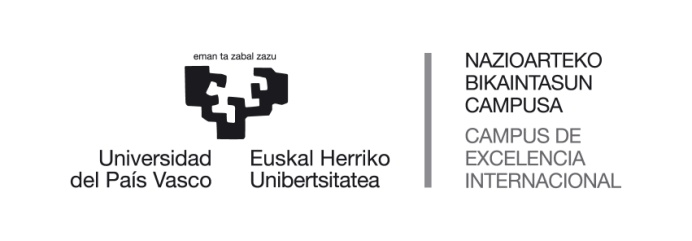 eman ta zabal zazu
Universidad
del País Vasco
Euskal Herriko
Unibertsitatea
NAZIOARTEKO
BIKAINTASUN
CAMPUSA
CAMPUS DE
EXCELENCIA
INTERNACIONAL